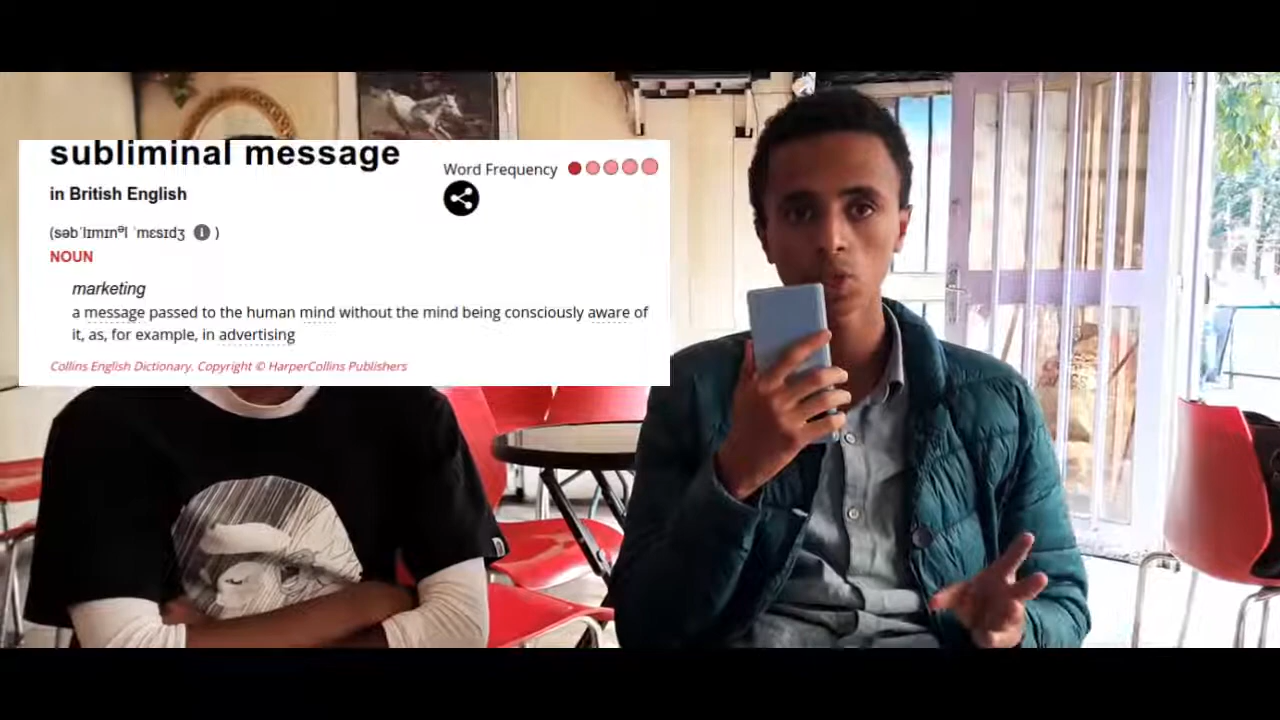 subliminal message
Word Frequency
in British English
(səbˈlɪmɪnᵊl ˈmɛsɪdʒ i )
NOUN
marketing
a message passed to the human mind without the mind being consciously aware of
it, as, for example, in advertising
Collins English Dictionary. Copyright © HarperCollins Publishers